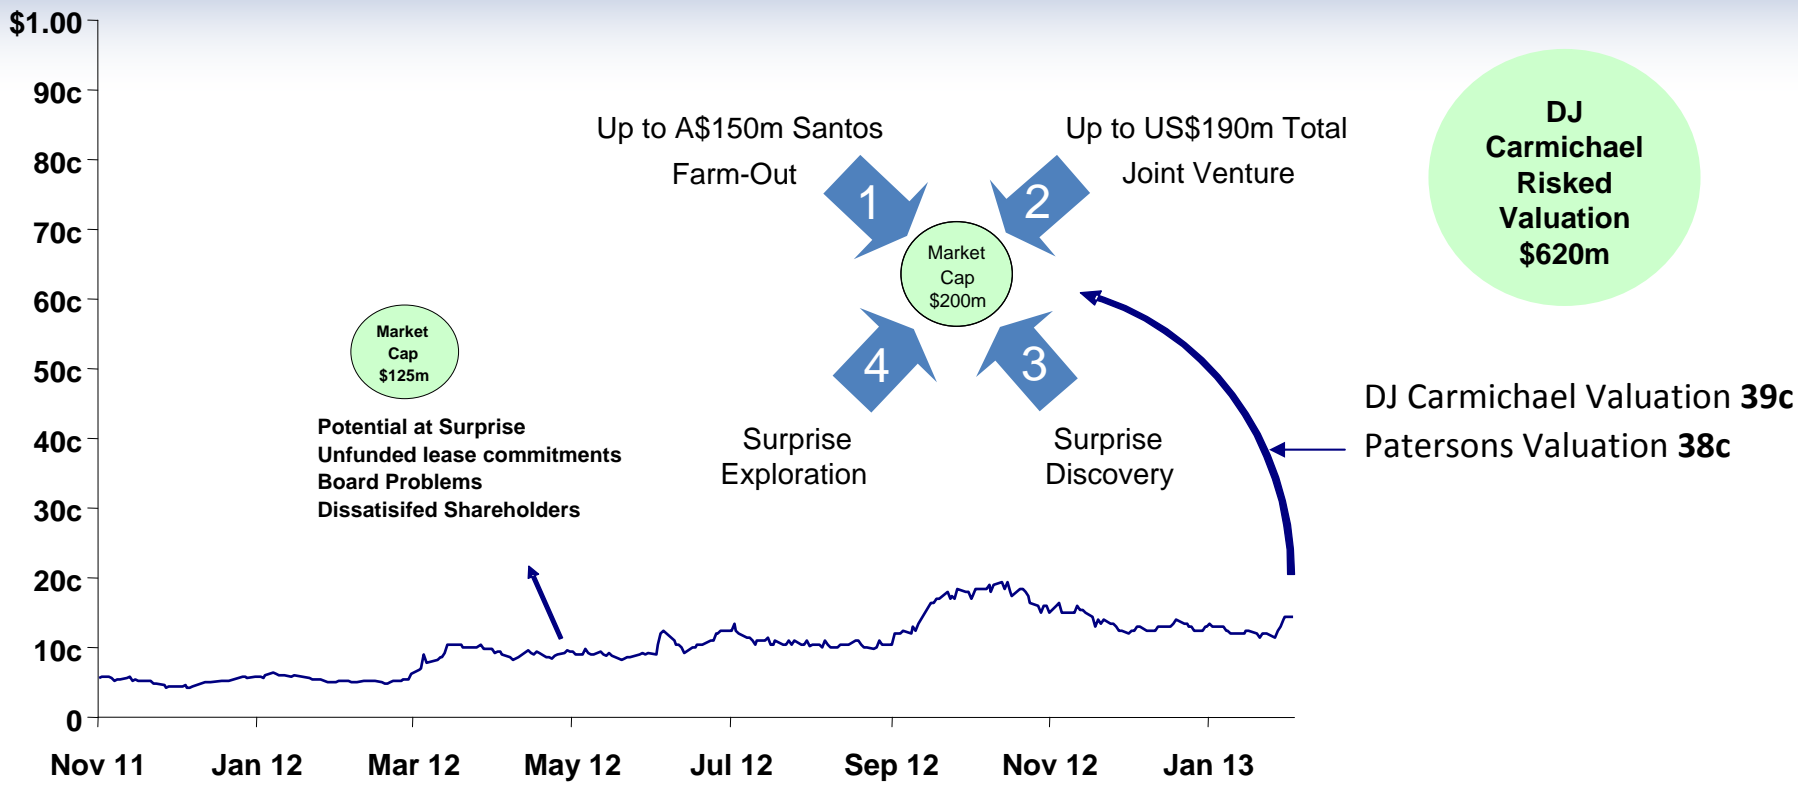 $1.00
90c
80c
70c
60c
50c
40c
30c
20c
10c
0
Nov 11
Jan 12
Mar 12
May 12
Jul 12
Sep 12
Nov 12
Jan 13
Market
Cap
$125m
Potential at Surprise
Unfunded lease commitments
Board Problems
Dissatisifed Shareholders
Up to A$150m Santos
Farm-Out
Up to US$190m Total
Joint Venture
1
2
Market
Cap
$200m
4
3
Surprise
Exploration
Surprise
Discovery
DJ
Carmichael
Risked
Valuation
$620m
DJ Carmichael Valuation 39c
Patersons Valuation 38c